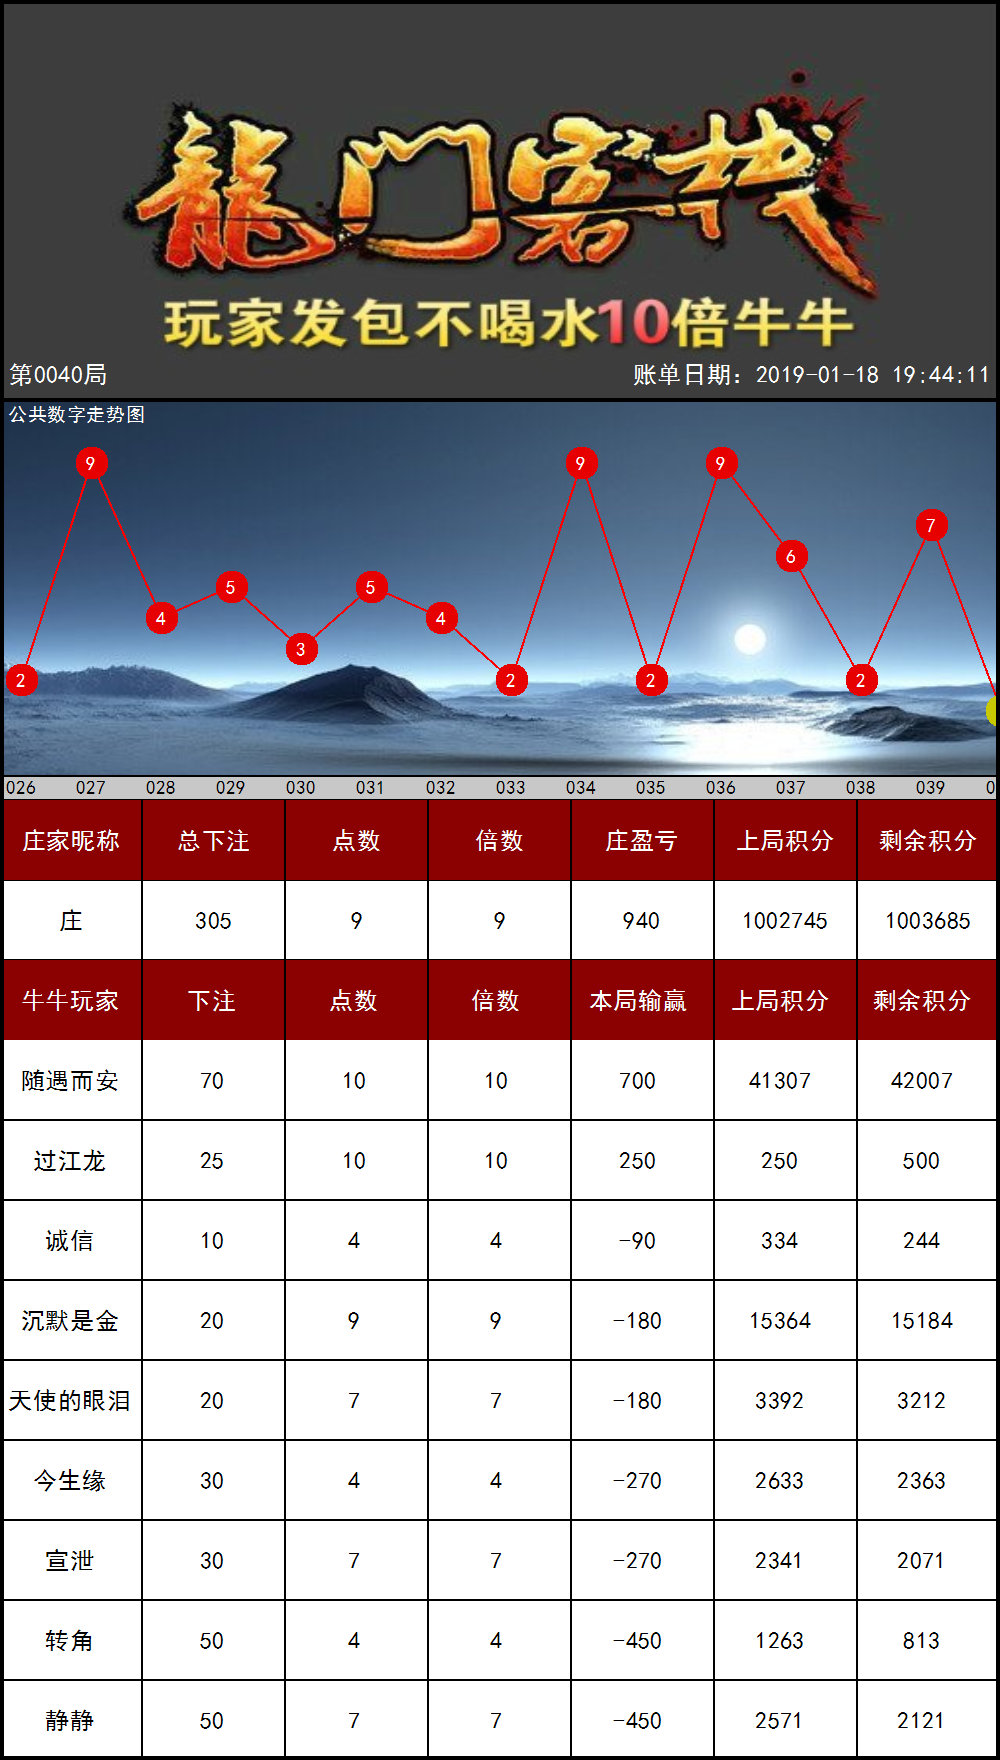 龍门客栈
玩家发包不喝水10倍牛牛
第0040局 账单日期：2019-01-18 19:44:11
公共数字走势图
9 9 9
7
6
5 5
4 4
3
2 2 2 2
026 027 028 029 030 031 032 033 034 035 036 037 038 039 0
庄家昵称 总下注 点数 倍数 庄盈亏 上局积分 剩余积分
庄 305 9 9 940 1002745 1003685
牛牛玩家 下注 点数 倍数 本局输赢 上局积分 剩余积分
随遇而安 70 10 10 700 41307 42007
过江龙 25 10 10 250 250 500
诚信 10 4 4 -90 334 244
沉默是金 20 9 9 -180 15364 15184
天使的眼泪 20 7 7 -180 3392 3212
今生缘 30 4 4 -270 2633 2363
宣泄 30 7 7 -270 2341 2071
转角 50 4 4 -450 1263 813
静静 50 7 7 -450 2571 2121